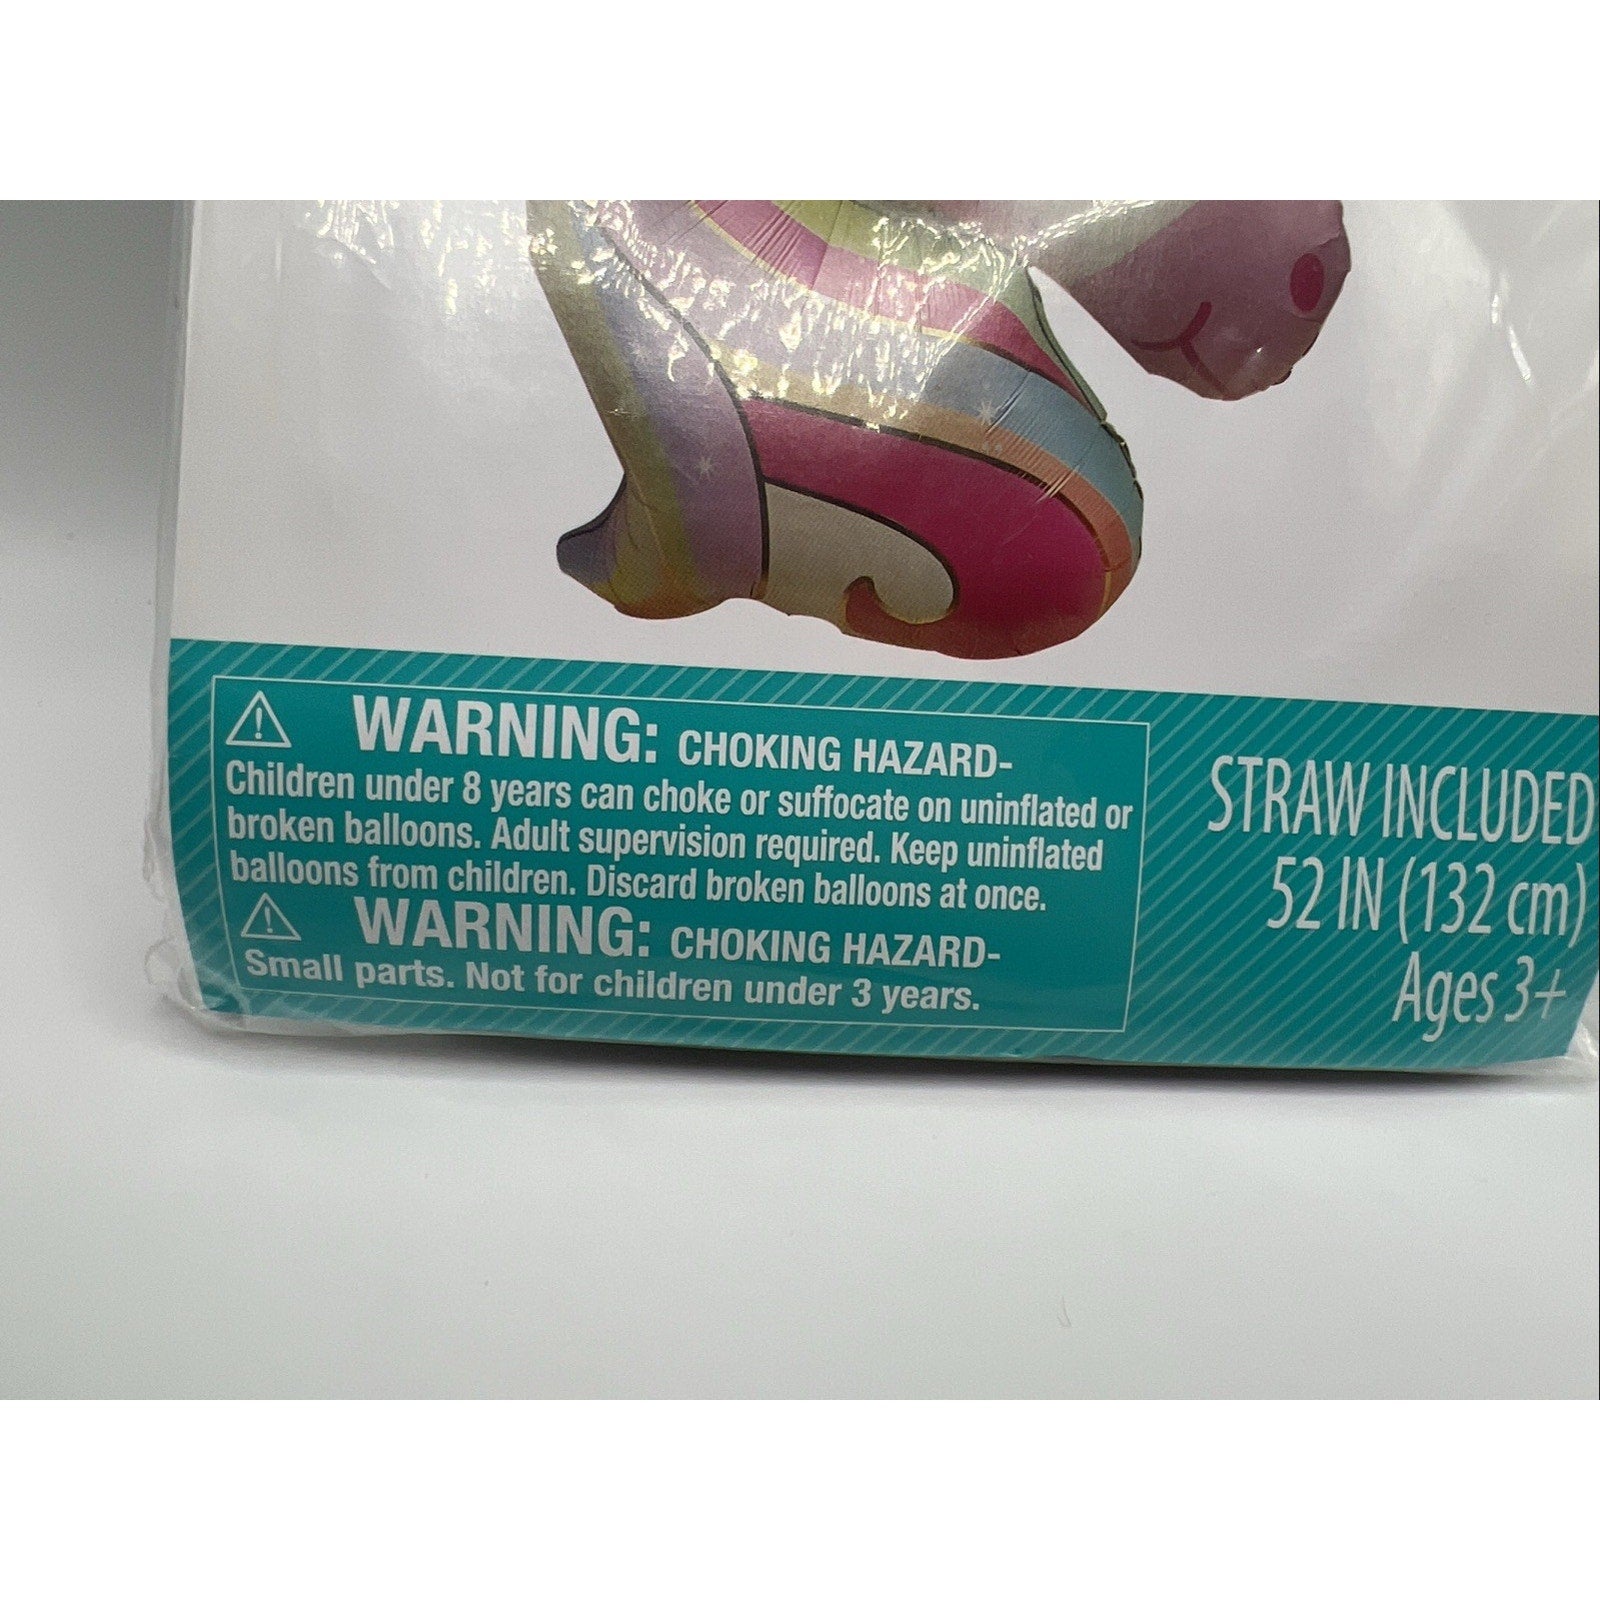 WARNING: CHOKING HAZARD-
Children under 8 years can choke or suffocate on uninflated or
broken balloons. Adult supervision required. Keep uninflated
balloons from children. Discard broken balloons at once.
WARNING: CHOKING HAZARD-
Small parts. Not for children under 3 years.
STRAW INCLUDED
52 IN (132 cm)
Ages 3+